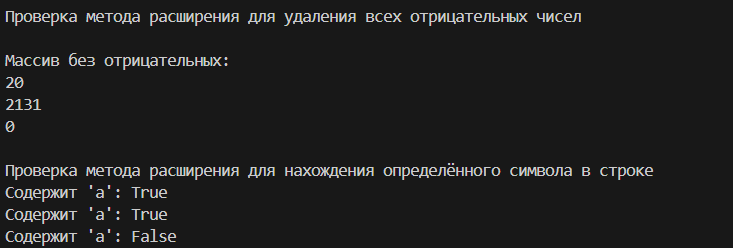 Проверка метода расширения для удаления всех отрицательных чисел
Массив без отрицательных:
20
2131
0
Проверка метода расширения для нахождения определённого символа в строке
Содержит 'a': True
Содержит 'a': True
Содержит 'a': False